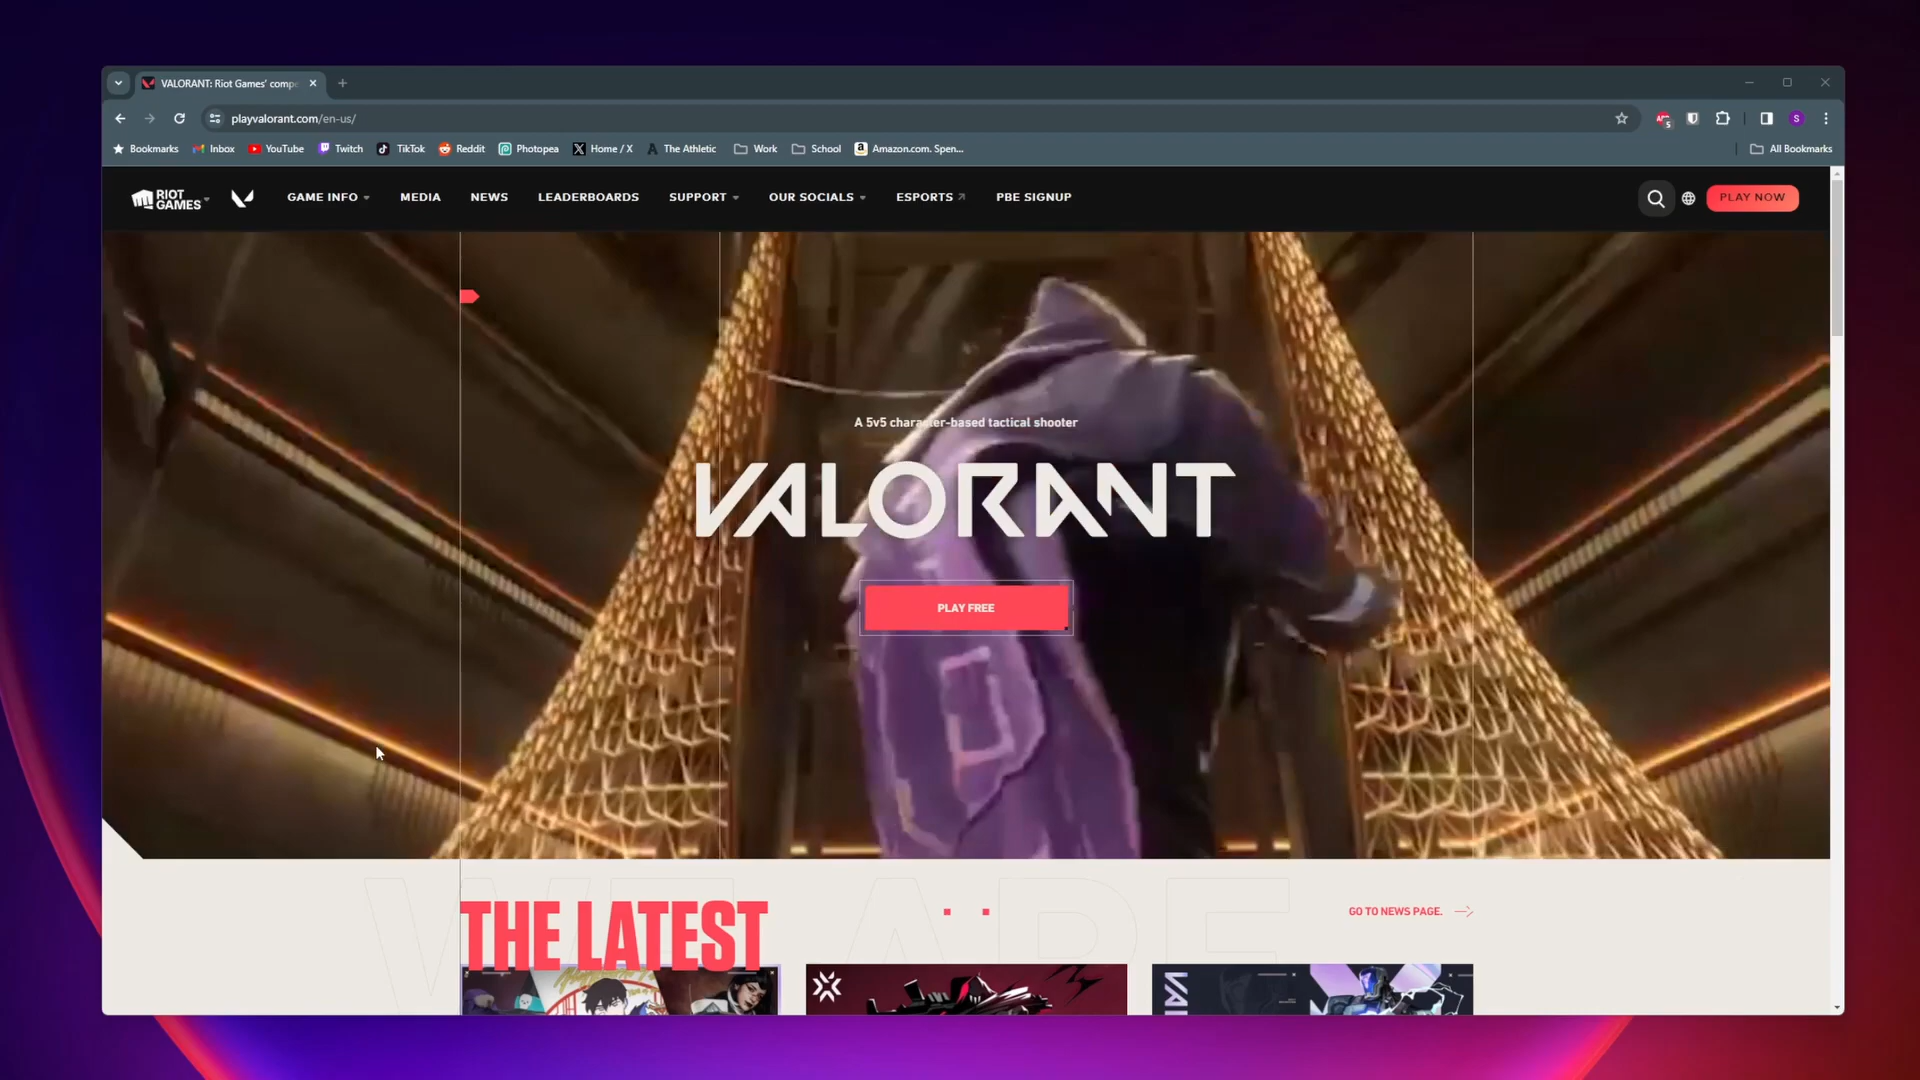 VALORANT: Riot Games' compe
playvalorant.com/en-us/
Bookmarks Inbox YouTube Twitch TikTok Reddit Photopea Home / X The Athletic Work School Amazon.com. Spen... All Bookmarks
RIOT GAMES GAME INFO MEDIA NEWS LEADERBOARDS SUPPORT OUR SOCIALS ESPORTS PBE SIGNUP PLAY NOW
A 5v5 character-based tactical shooter
VALORANT
PLAY FREE
WE ARE
THE LATEST
GO TO NEWS PAGE.